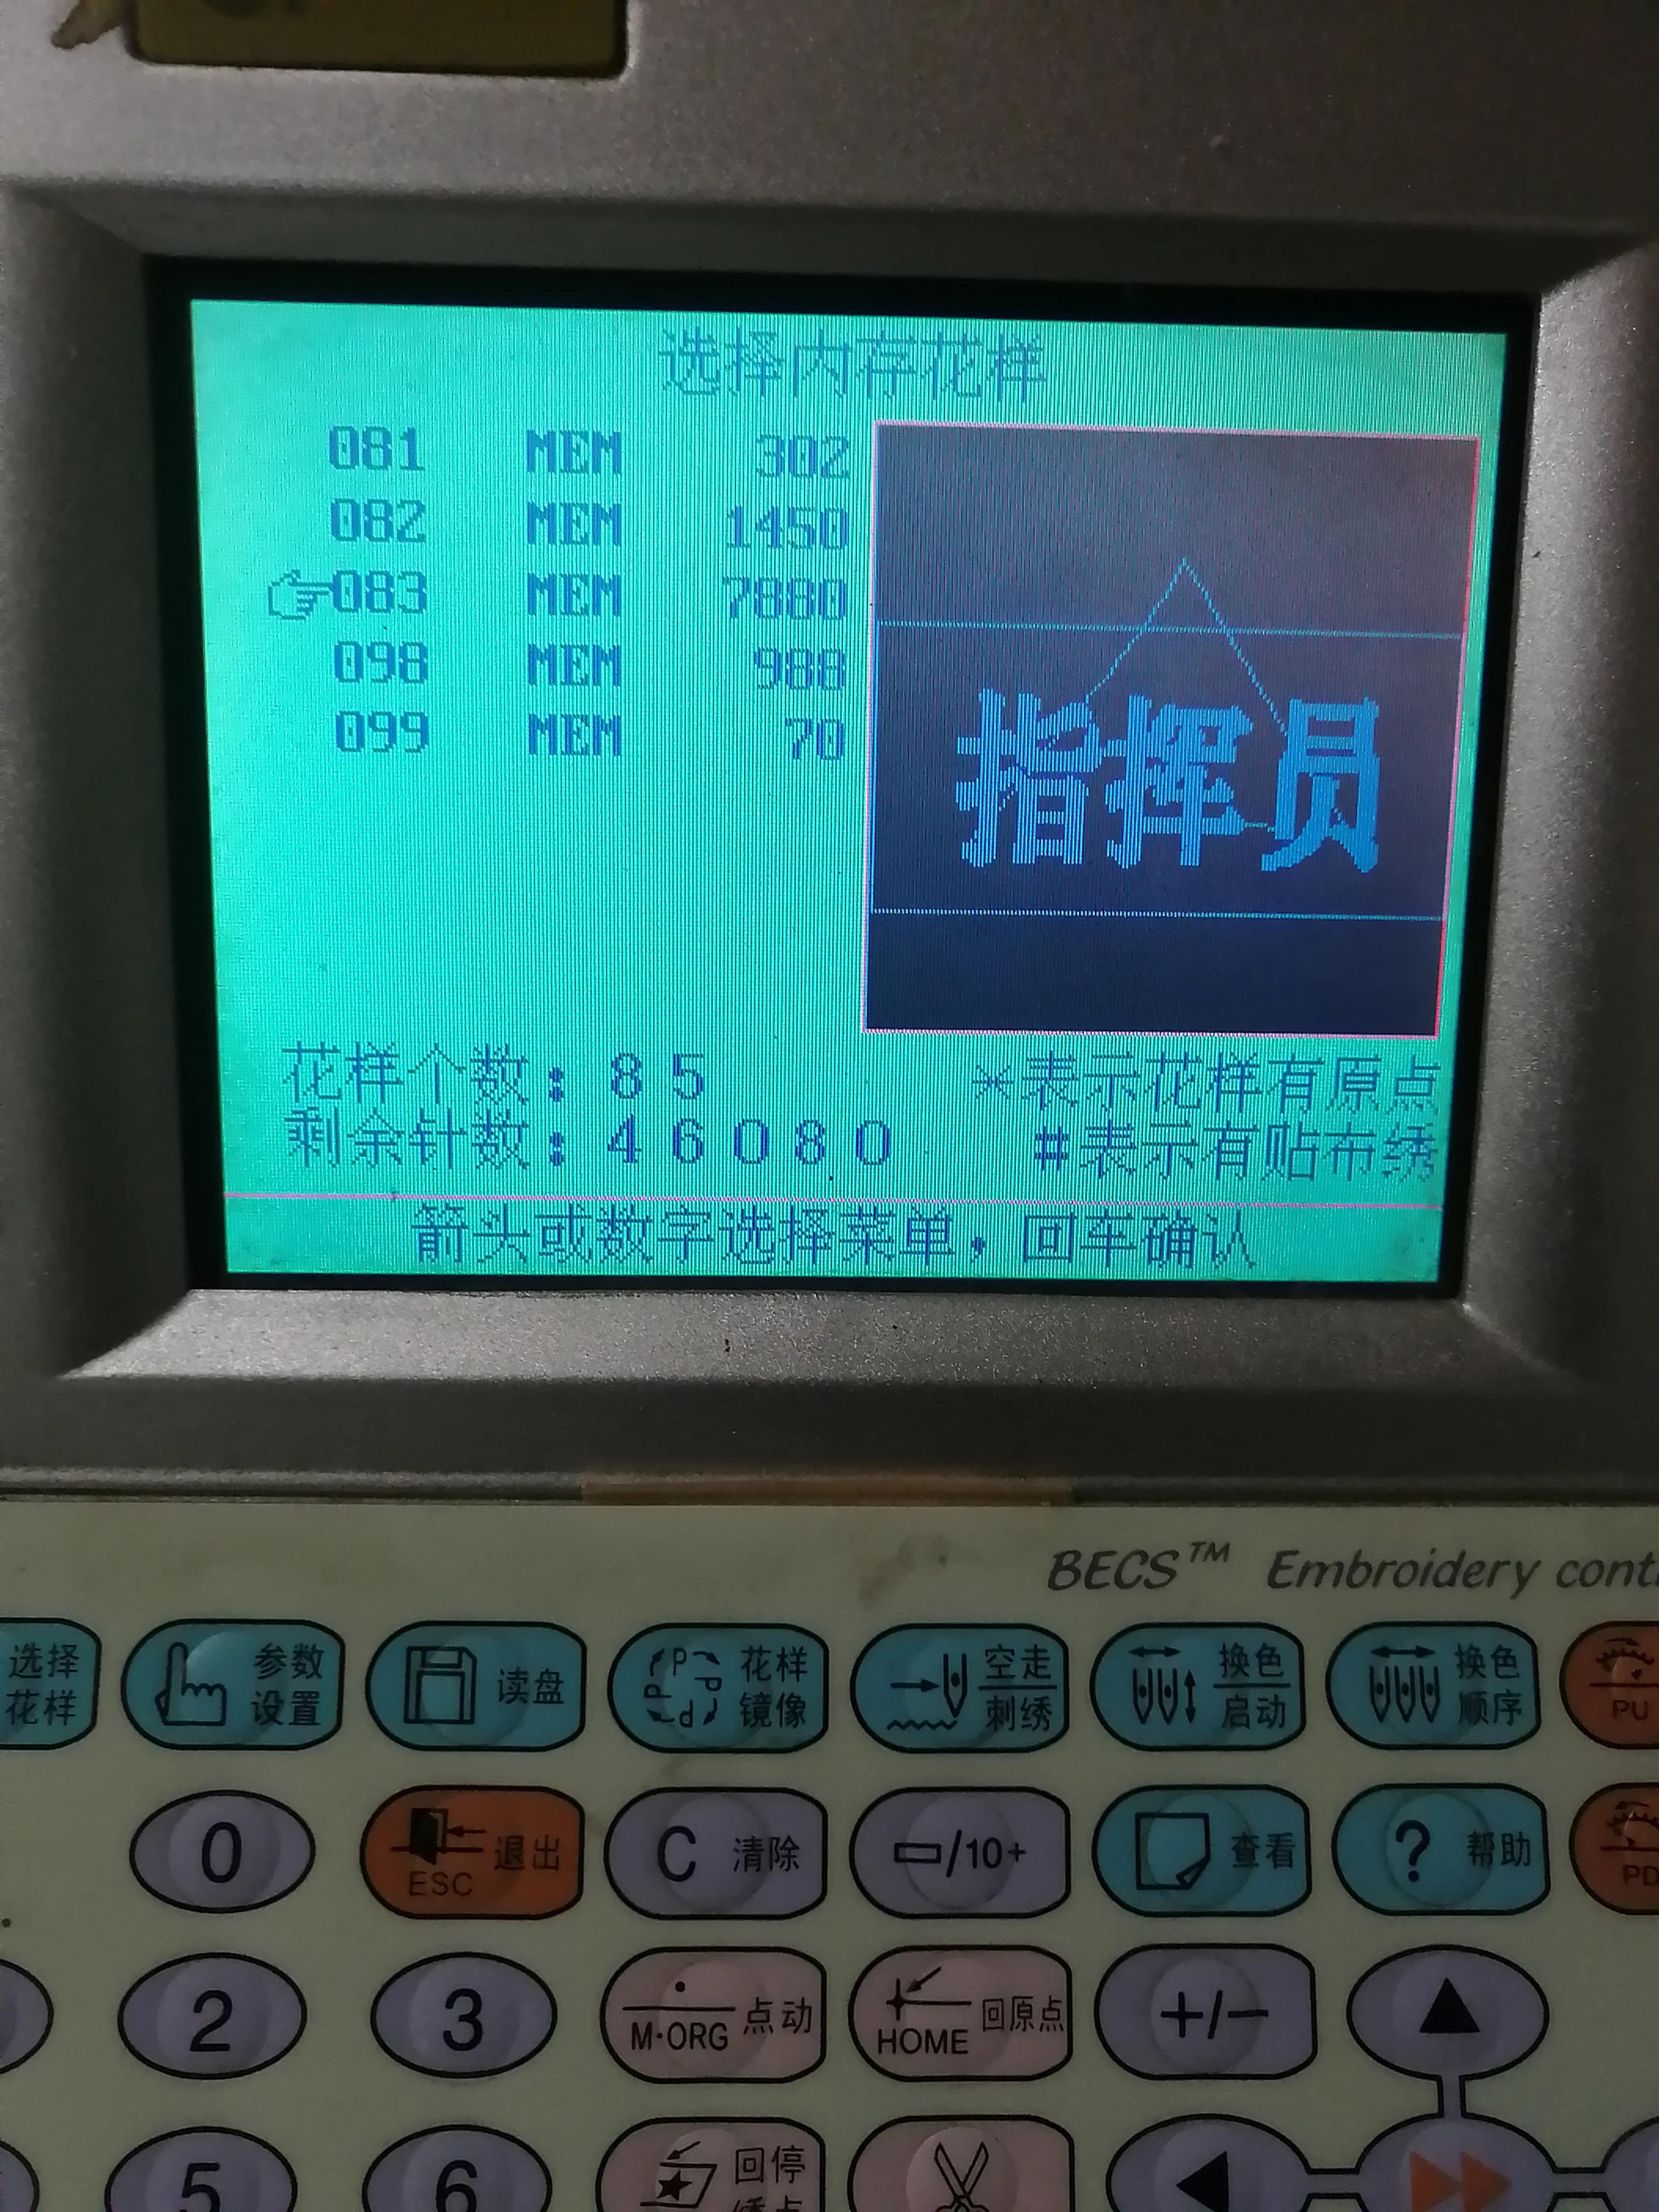 选择内存花样
081 MEM 302
082 MEM 1450
083 MEM 7880
098 MEM 988
099 MEM 70
指挥员
花样个数:85 *表示花样有原点
剩余针数:46080 #表示有贴布绣
箭头或数字选择菜单,回车确认
BECS™ Embroidery cont
选择花样 参数设置 读盘 花样镜像 空走刺绣 换色启动 换色顺序 PU
0 ESC 退出 C 清除 /10+ 查看 ? 帮助 PD
2 3 M·ORG 点动 HOME 回原点 +/-
5 6 回停绣点